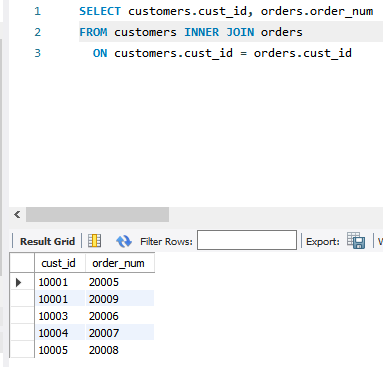 1 SELECT customers.cust_id, orders.order_num
2 FROM customers INNER JOIN orders
3 ON customers.cust_id = orders.cust_id
Result Grid Filter Rows: Export:
cust_id order_num
10001 20005
10001 20009
10003 20006
10004 20007
10005 20008